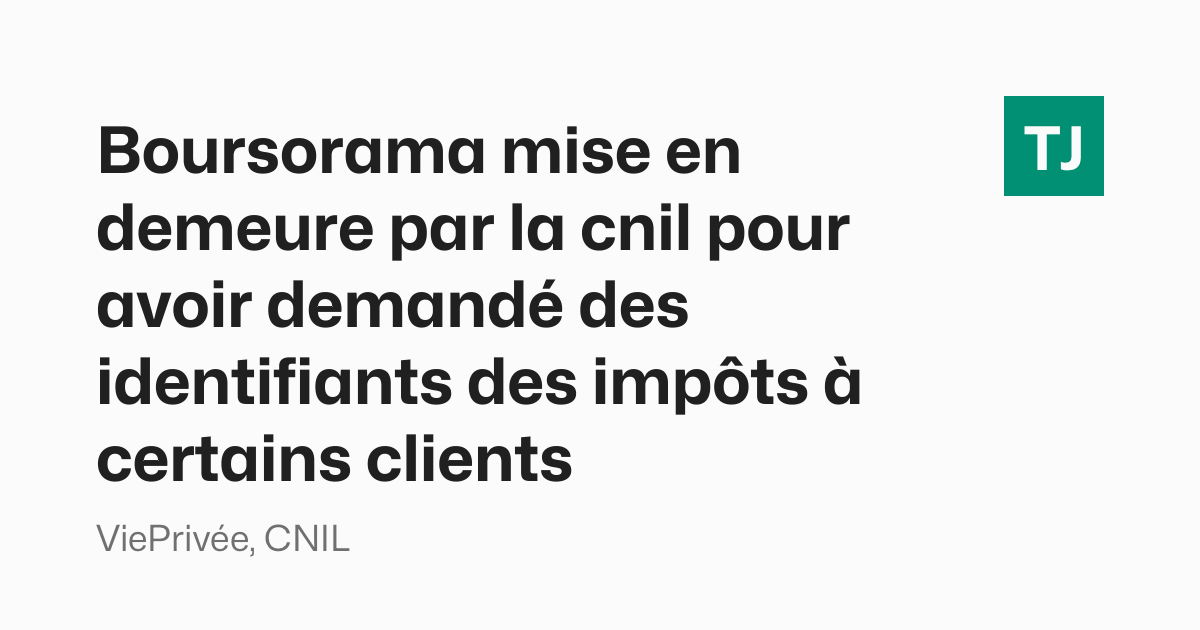 Boursorama mise en
demeure par la cnil pour
avoir demandé des
identifiants des impôts à
certains clients
ViePrivée, CNIL
TJ